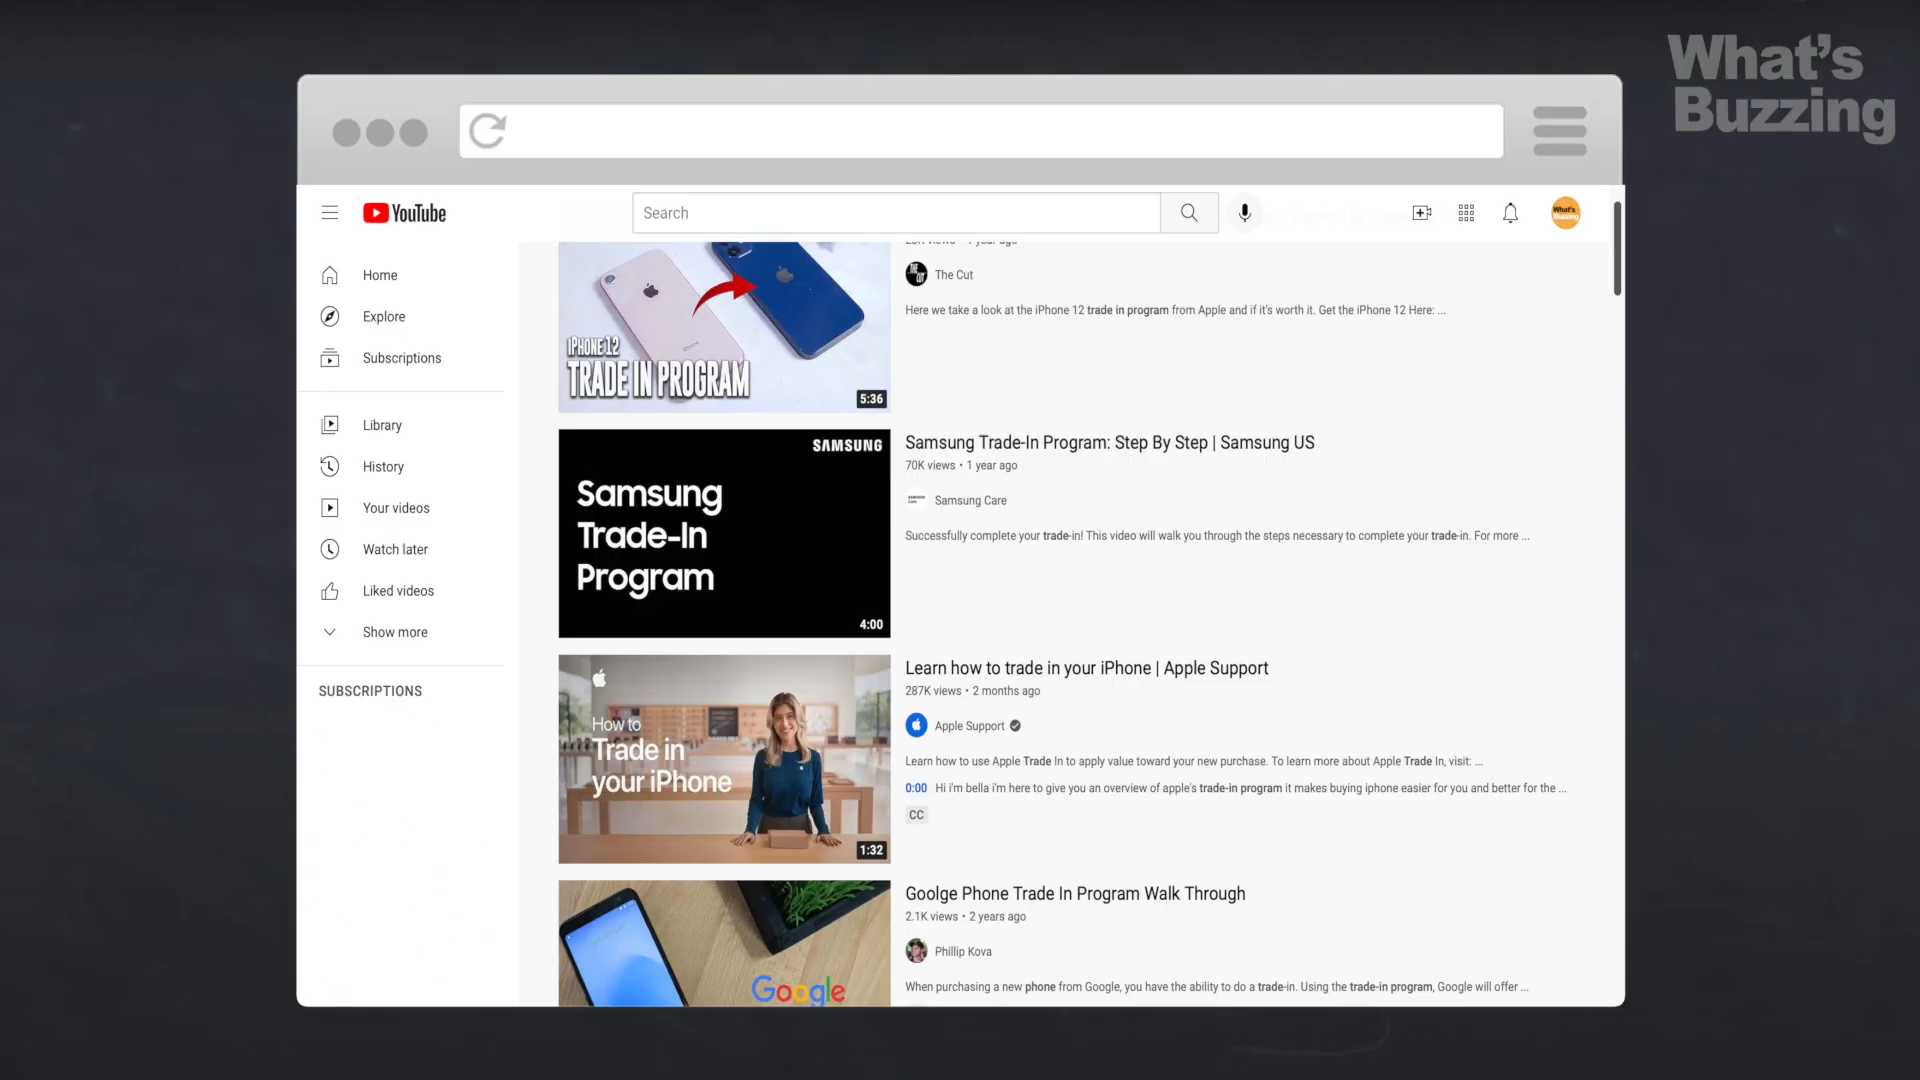 What's
Buzzing
YouTube
Search
What's
Buzzing
Home
Explore
Subscriptions
Library
History
Your videos
Watch later
Liked videos
Show more
SUBSCRIPTIONS
IPHONE 12
TRADE IN PROGRAM
5:36
1 year ago
THE CUT
The Cut
Here we take a look at the iPhone 12 trade in program from Apple and if it's worth it. Get the iPhone 12 Here: ...
SAMSUNG
Samsung
Trade-In
Program
4:00
Samsung Trade-In Program: Step By Step | Samsung US
70K views • 1 year ago
Samsung Care
Successfully complete your trade-in! This video will walk you through the steps necessary to complete your trade-in. For more ...
How to
Trade in
your iPhone
1:32
Learn how to trade in your iPhone | Apple Support
287K views • 2 months ago
Apple Support
Learn how to use Apple Trade In to apply value toward your new purchase. To learn more about Apple Trade In, visit: ...
0:00 Hi i'm bella i'm here to give you an overview of apple's trade-in program it makes buying iphone easier for you and better for the ...
CC
Google
Goolge Phone Trade In Program Walk Through
2.1K views • 2 years ago
Phillip Kova
When purchasing a new phone from Google, you have the ability to do a trade-in. Using the trade-in program, Google will offer ...